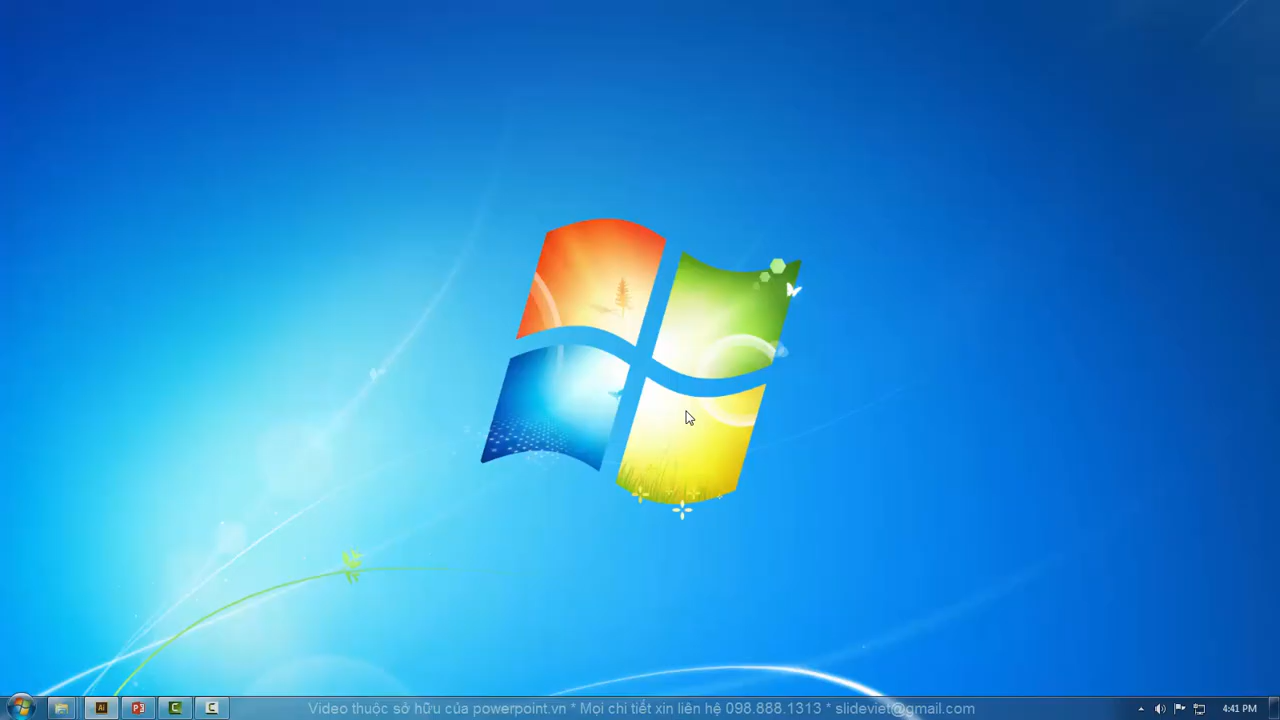 Ai
Video thuộc sở hữu của powerpoint.vn * Mọi chi tiết xin liên hệ 098.888.1313 * slideviet@gmail.com
4:41 PM